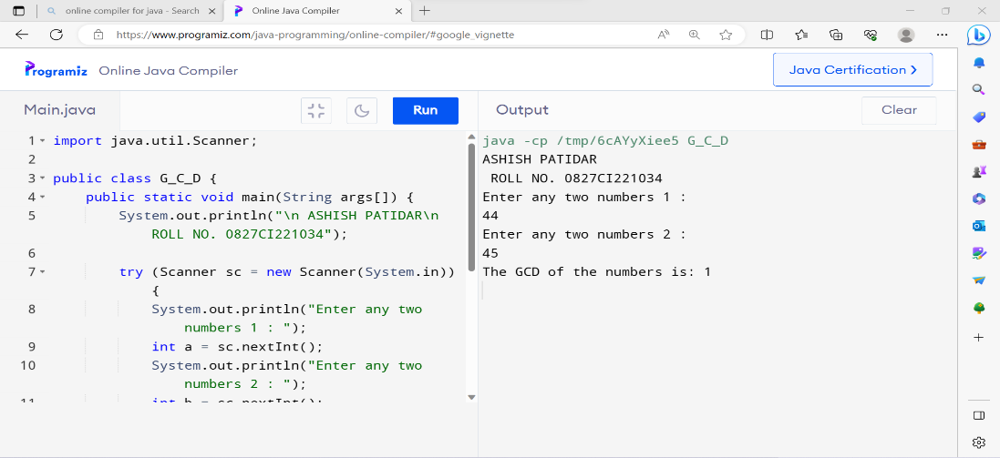 online compiler for java - Search
Online Java Compiler
https://www.programiz.com/java-programming/online-compiler/#google_vignette
Programiz Online Java Compiler
Java Certification
Main.java
Run
Output
Clear
1 import java.util.Scanner;
2
3 public class G_C_D {
4 public static void main(String args[]) {
5 System.out.println("\n ASHISH PATIDAR\n
ROLL NO. 0827CI221034");
6
7 try (Scanner sc = new Scanner(System.in))
{
8 System.out.println("Enter any two
numbers 1 : ");
9 int a = sc.nextInt();
10 System.out.println("Enter any two
numbers 2 : ");
11 int b = sc.nextInt();
java -cp /tmp/6cAYyXiee5 G_C_D
ASHISH PATIDAR
ROLL NO. 0827CI221034
Enter any two numbers 1 :
44
Enter any two numbers 2 :
45
The GCD of the numbers is: 1